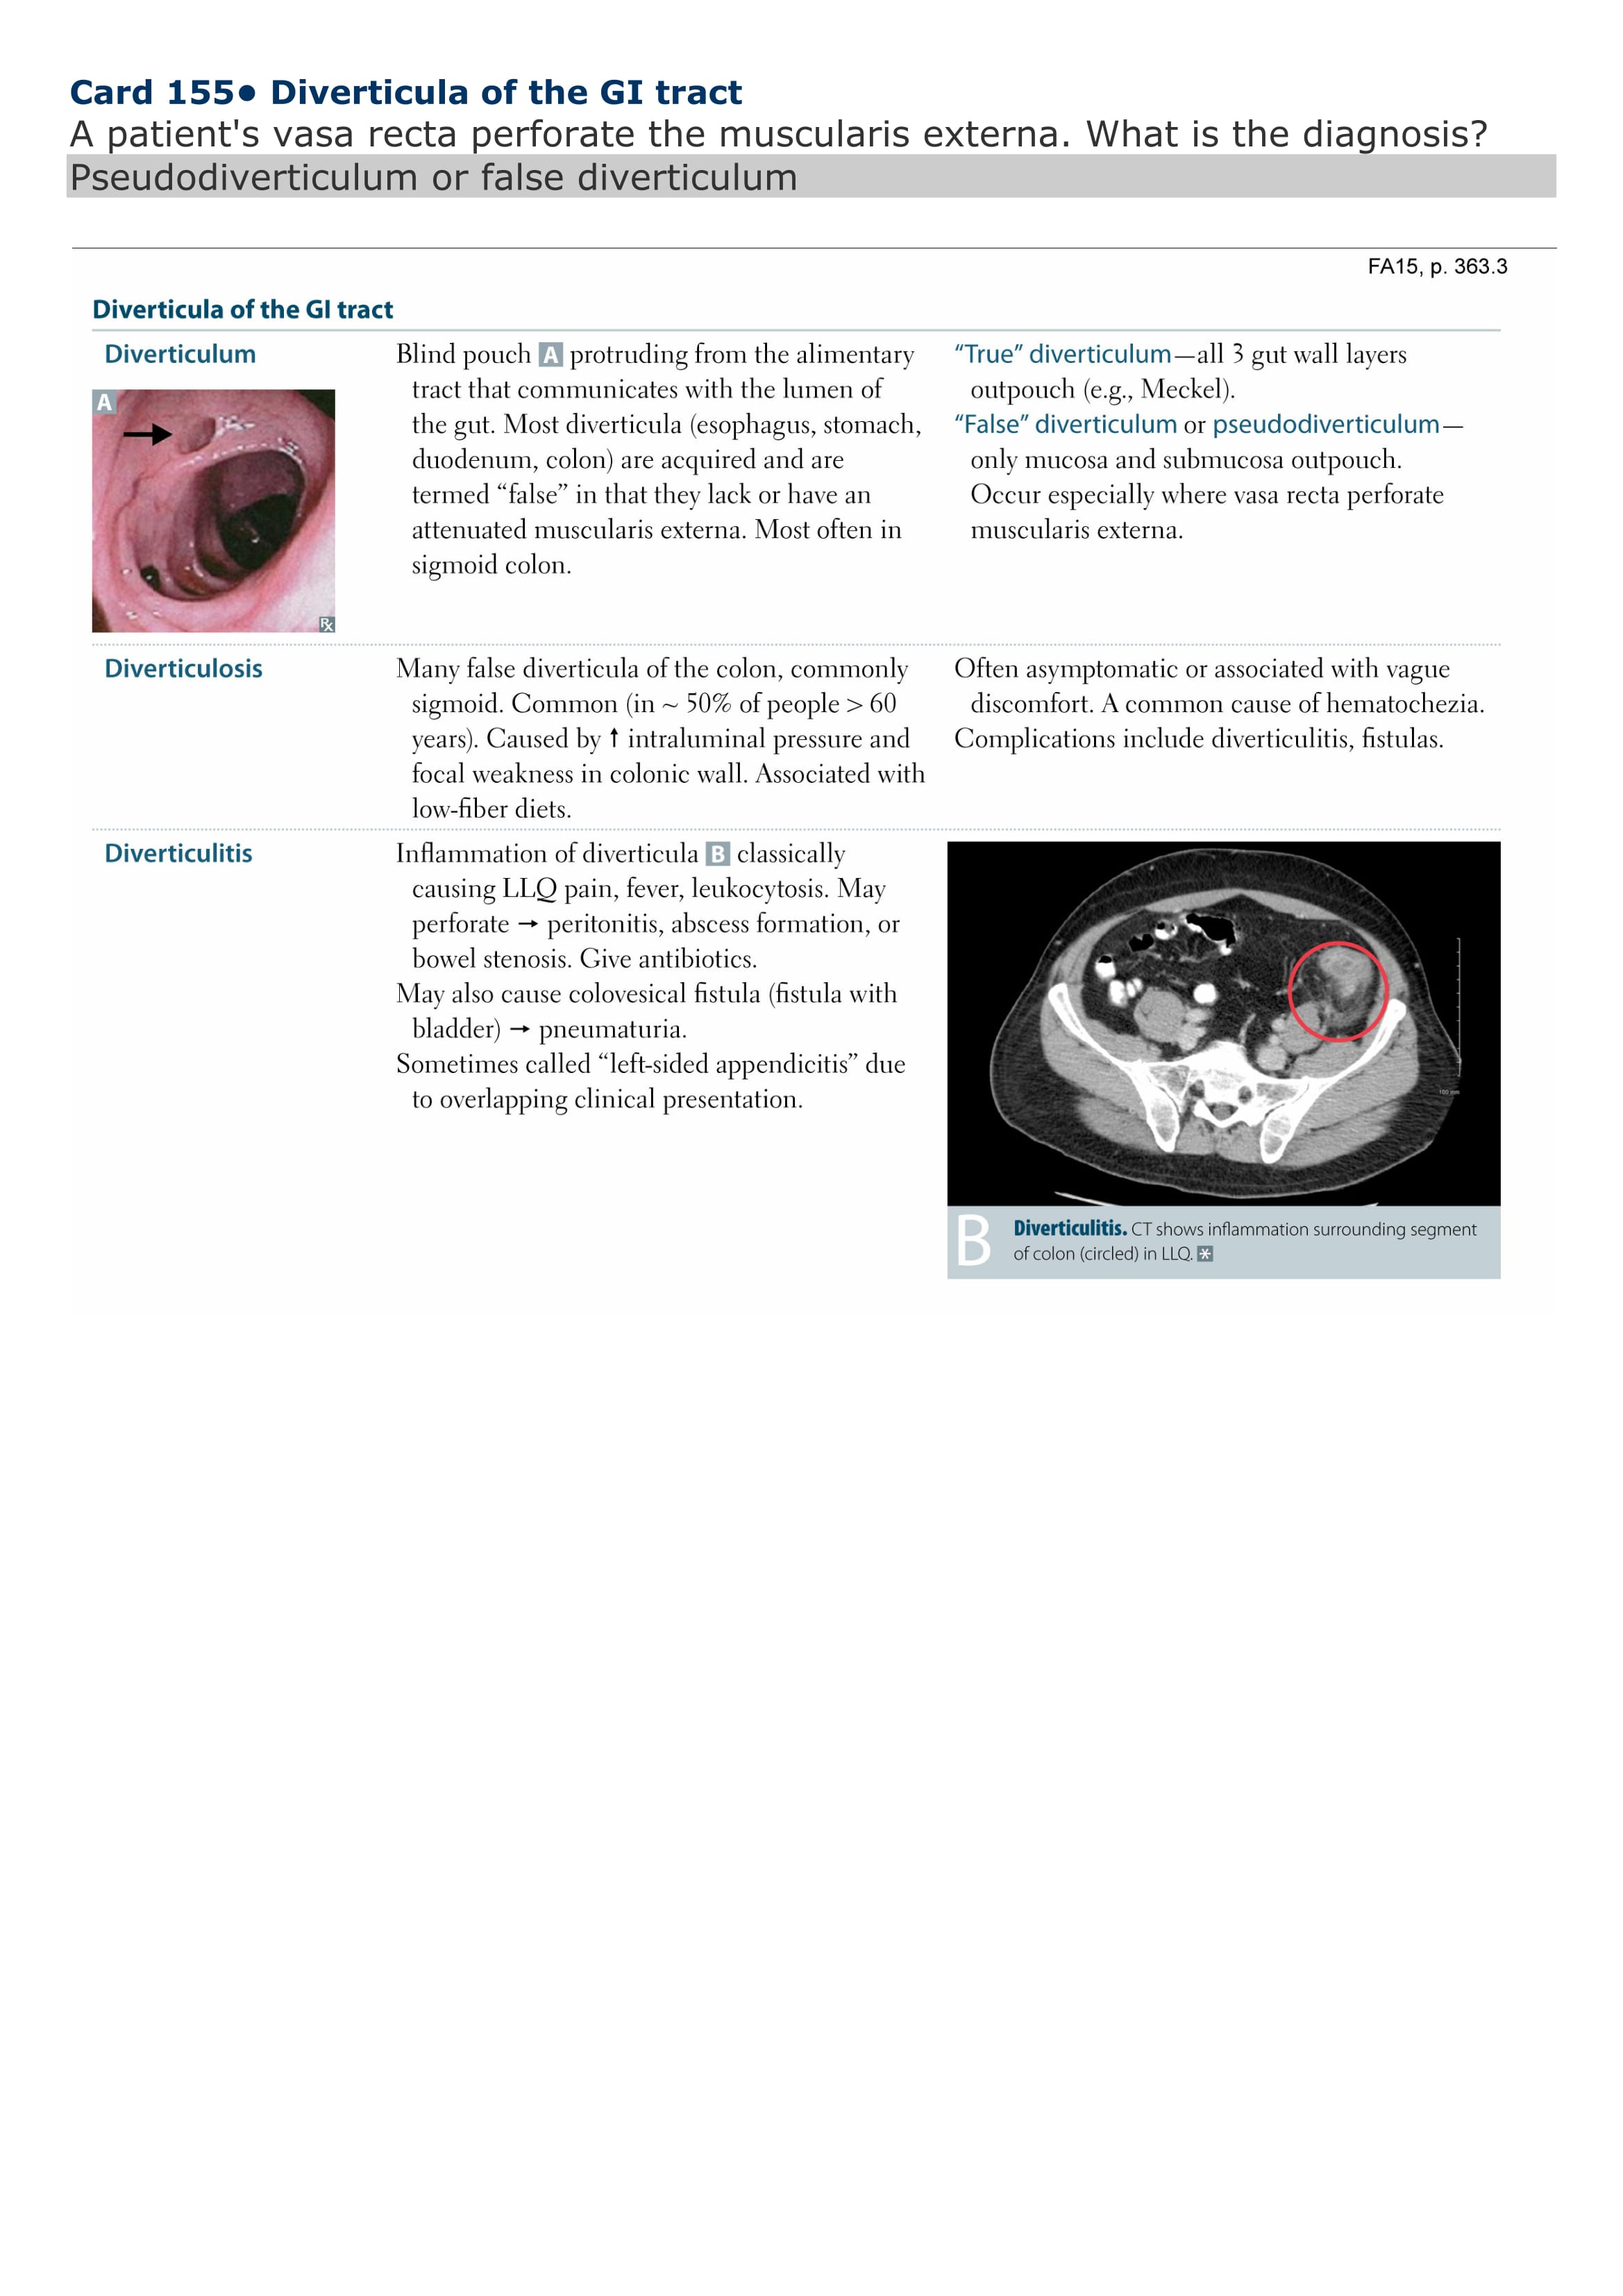 Card 155• Diverticula of the GI tract
A patient's vasa recta perforate the muscularis externa. What is the diagnosis?
Pseudodiverticulum or false diverticulum
FA15, p. 363.3
Diverticula of the GI tract
Diverticulum
A
Rx
Blind pouch A protruding from the alimentary
tract that communicates with the lumen of
the gut. Most diverticula (esophagus, stomach,
duodenum, colon) are acquired and are
termed “false” in that they lack or have an
attenuated muscularis externa. Most often in
sigmoid colon.
“True” diverticulum—all 3 gut wall layers
outpouch (e.g., Meckel).
“False” diverticulum or pseudodiverticulum—
only mucosa and submucosa outpouch.
Occur especially where vasa recta perforate
muscularis externa.
Diverticulosis
Many false diverticula of the colon, commonly
sigmoid. Common (in ~ 50% of people > 60
years). Caused by ↑ intraluminal pressure and
focal weakness in colonic wall. Associated with
low-fiber diets.
Often asymptomatic or associated with vague
discomfort. A common cause of hematochezia.
Complications include diverticulitis, fistulas.
Diverticulitis
Inflammation of diverticula B classically
causing LLQ pain, fever, leukocytosis. May
perforate → peritonitis, abscess formation, or
bowel stenosis. Give antibiotics.
May also cause colovesical fistula (fistula with
bladder) → pneumaturia.
Sometimes called “left-sided appendicitis” due
to overlapping clinical presentation.
100 mm
B
Diverticulitis. CT shows inflammation surrounding segment
of colon (circled) in LLQ. *